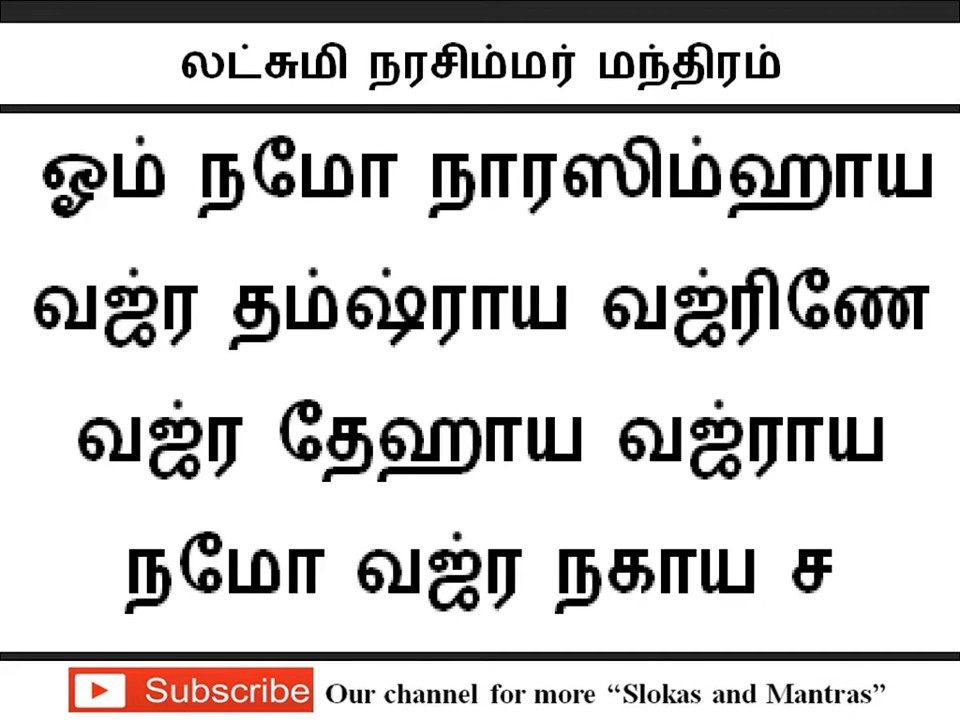 லட்சுமி நரசிம்மர் மந்திரம்
ஓம் நமோ நாரஸிம்ஹாய
வஜ்ர தம்ஷ்ராய வஜ்ரிணே
வஜ்ர தேஹாய வஜ்ராய
நமோ வஜ்ர நகாய ச
Subscribe Our channel for more “Slokas and Mantras”